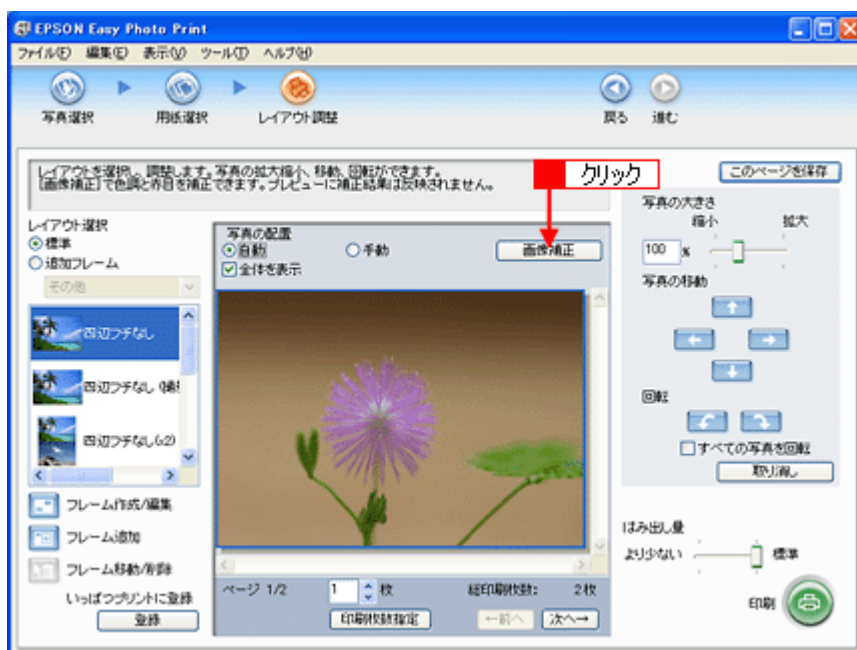 EPSON Easy Photo Print
ファイル(F) 編集(E) 表示(V) ツール(T) ヘルプ(H)
写真選択 用紙選択 レイアウト調整 戻る 進む
レイアウトを選択し、調整します。写真の拡大縮小、移動、回転ができます。
[画像補正]で色調と赤目を補正できます。プレビューに補正結果は反映されません。
クリック
このページを保存
レイアウト選択
標準
追加フレーム
その他
四辺フチなし
四辺フチなし
四辺フチなし(x2)
フレーム作成/編集
フレーム追加
フレーム移動/削除
いっぱつプリントに登録
登録
写真の配置
自動 手動 画像補正
全体を表示
ページ 1/2 1 枚 総印刷枚数: 2枚
印刷枚数指定 ←前へ 次へ→
写真の大きさ
縮小 拡大
100 %
写真の移動
回転
すべての写真を回転
取り消し
はみ出し量
より少ない 標準
印刷